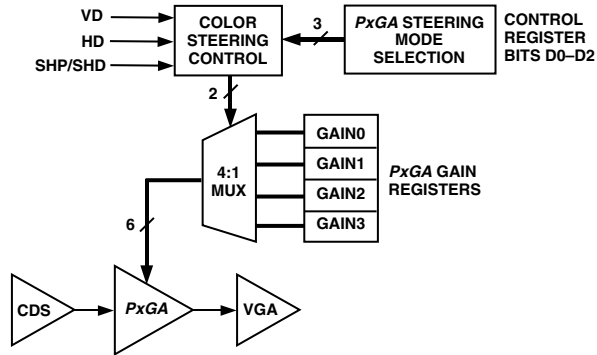 VD
HD
SHP/SHD
COLOR
STEERING
CONTROL
3
PxGA STEERING
MODE
SELECTION
CONTROL
REGISTER
BITS D0–D2
2
4:1
MUX
GAIN0
GAIN1
GAIN2
GAIN3
PxGA GAIN
REGISTERS
6
CDS
PxGA
VGA